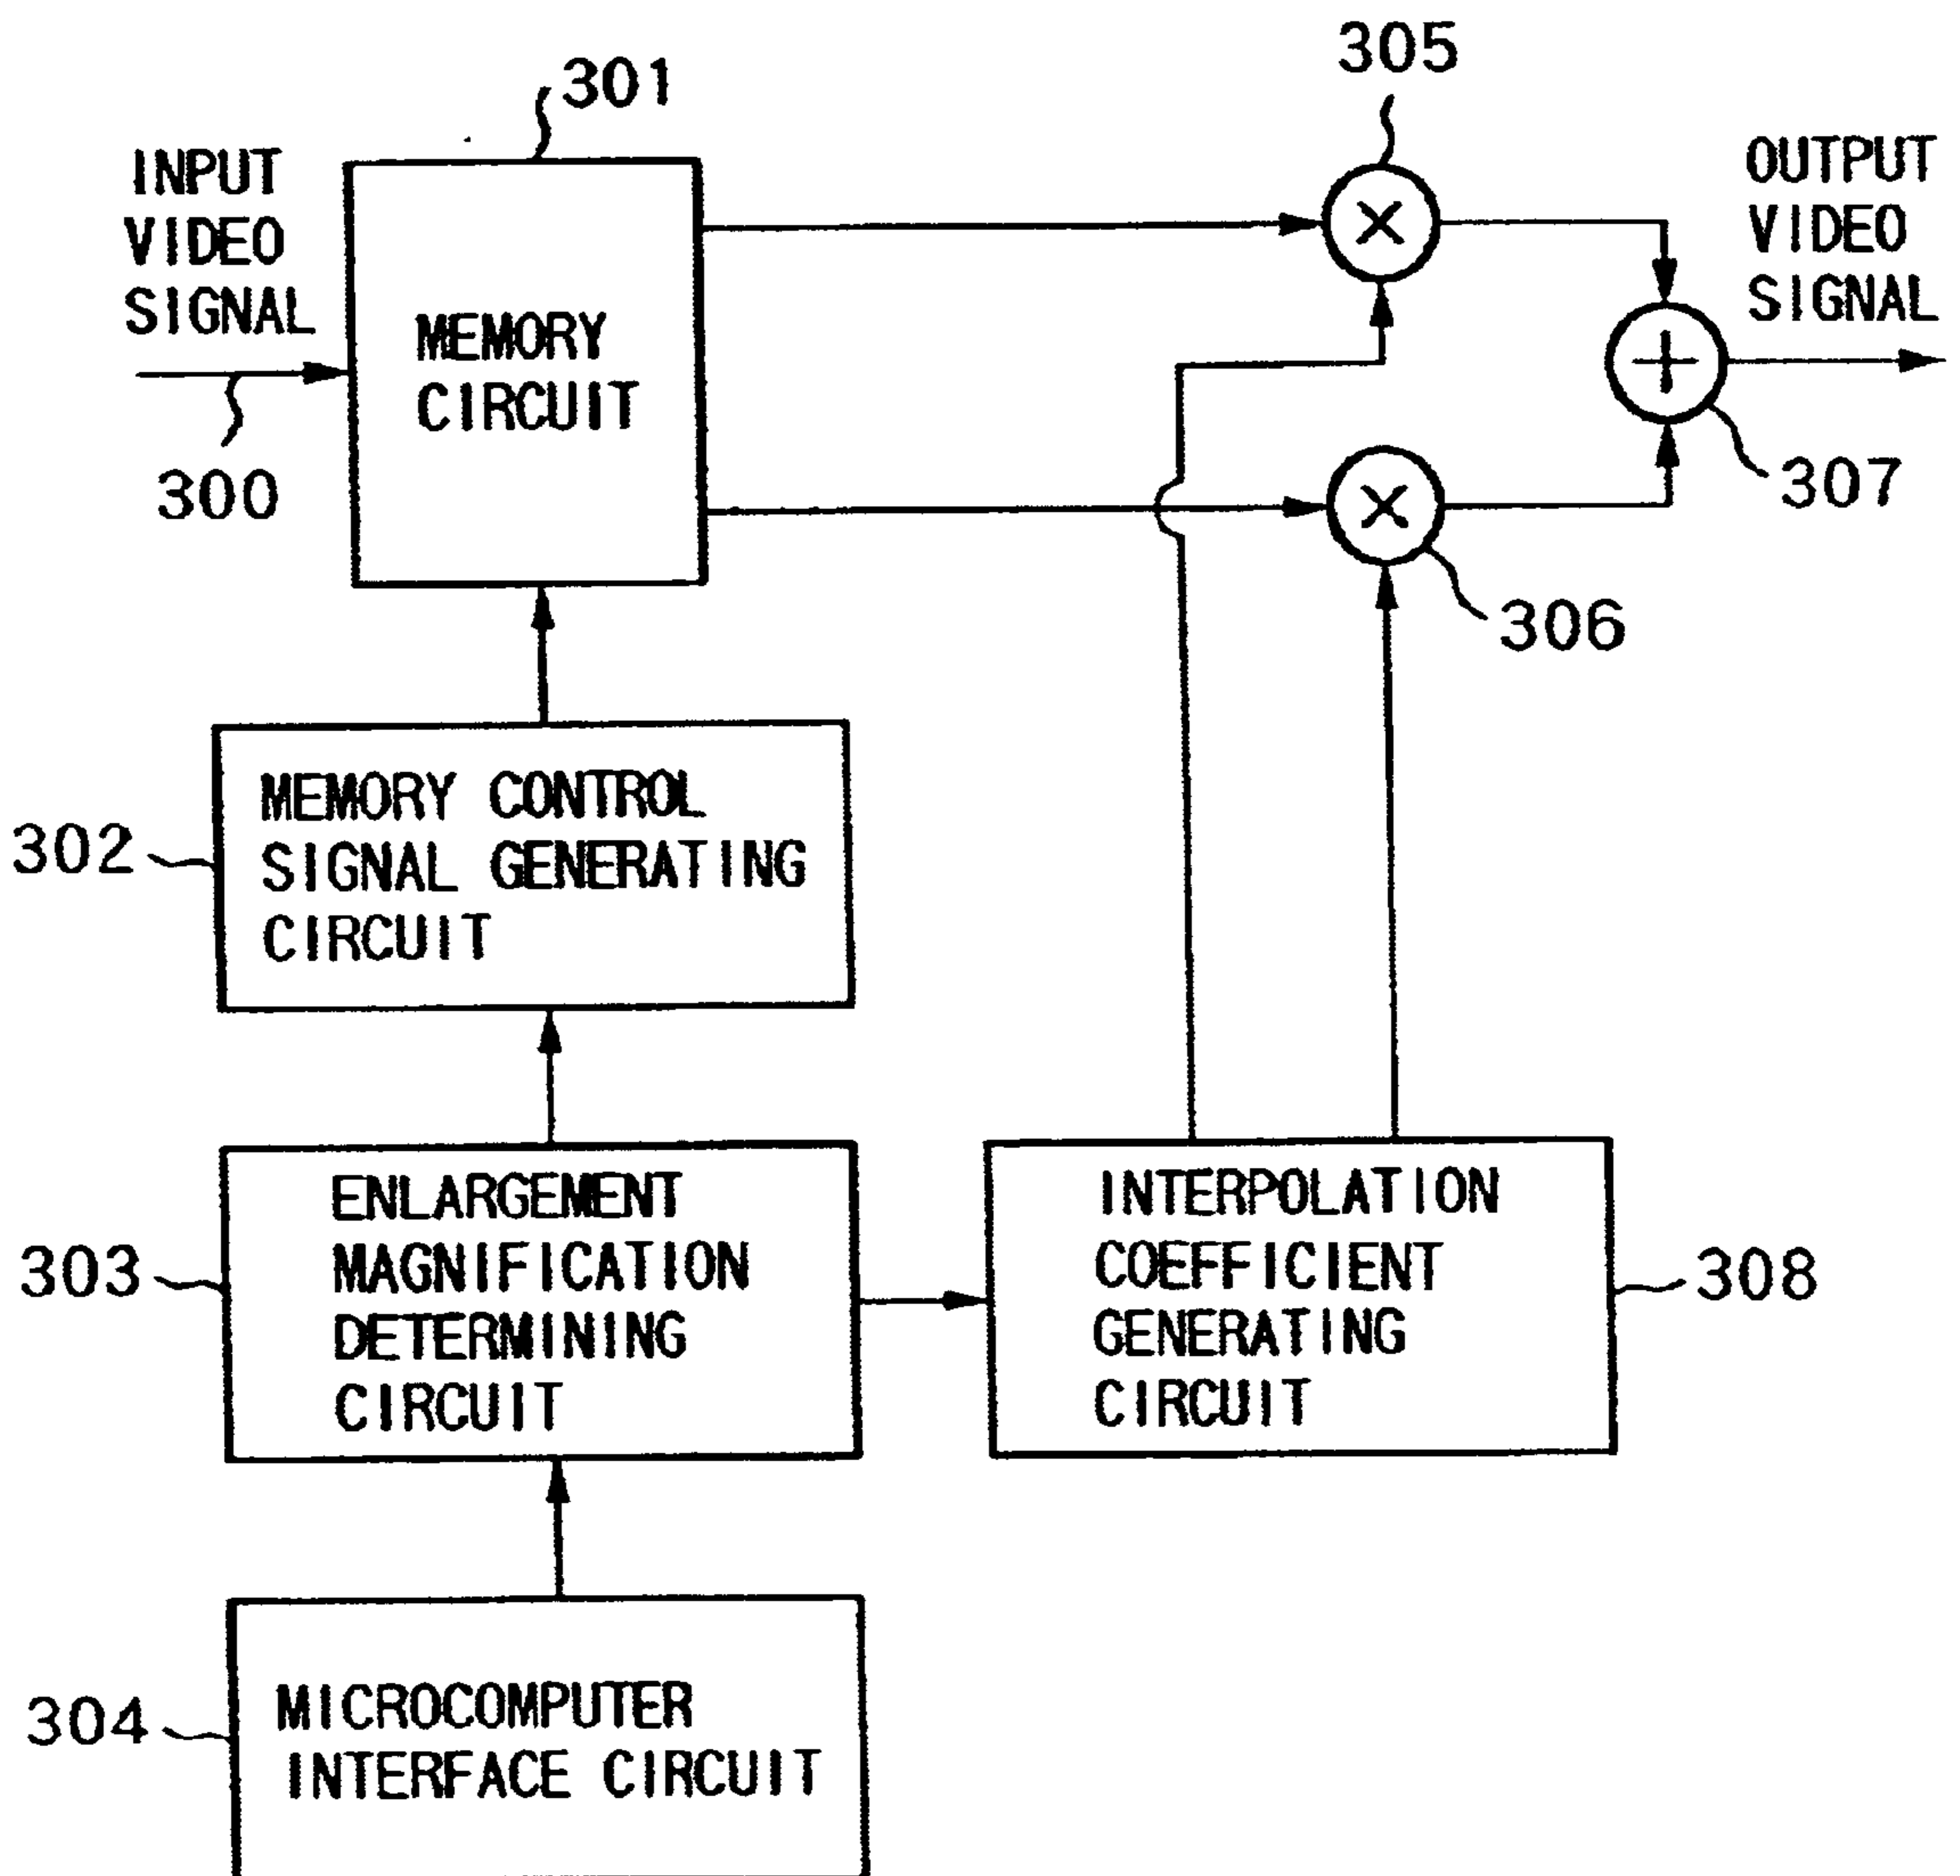 305
301
INPUT
VIDEO
SIGNAL
OUTPUT
VIDEO
SIGNAL
MEMORY
CIRCUIT
300
307
306
MEMORY CONTROL
SIGNAL GENERATING
CIRCUIT
302
ENLARGEMENT
MAGNIFICATION
DETERMINING
CIRCUIT
303
INTERPOLATION
COEFFICIENT
GENERATING
CIRCUIT
308
MICROCOMPUTER
INTERFACE CIRCUIT
304